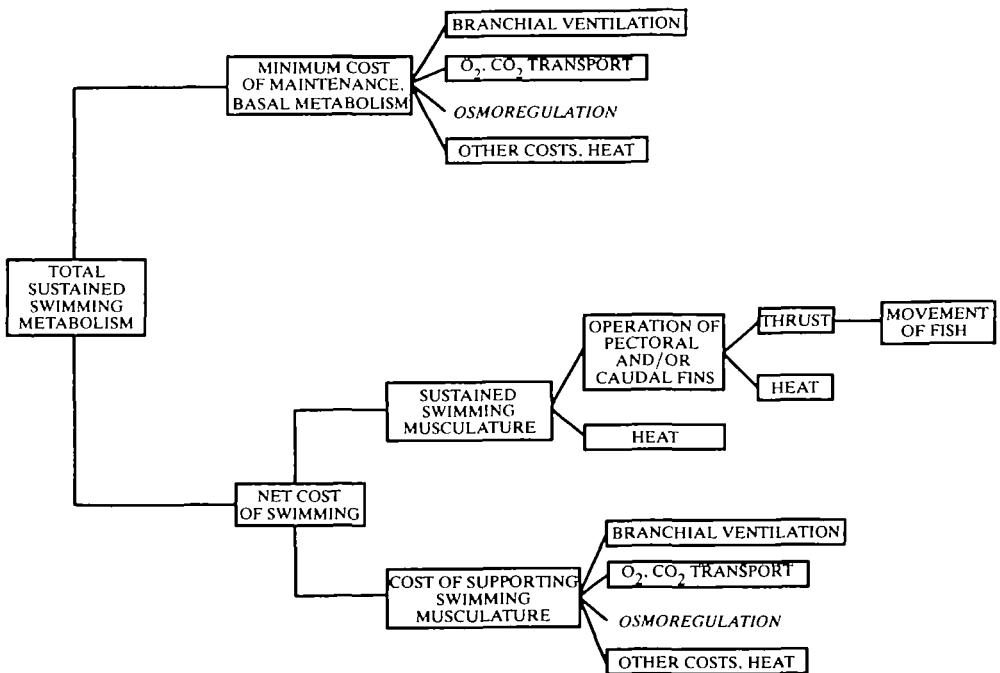 BRANCHIAL VENTILATION
MINIMUM COST
OF MAINTENANCE.
BASAL METABOLISM
O2. CO2 TRANSPORT
OSMOREGULATION
OTHER COSTS. HEAT
TOTAL
SUSTAINED
SWIMMING
METABOLISM
OPERATION OF
PECTORAL
AND/OR
CAUDAL FINS
THRUST
MOVEMENT
OF FISH
HEAT
SUSTAINED
SWIMMING
MUSCULATURE
HEAT
NET COST
OF SWIMMING
BRANCHIAL VENTILATION
COST OF SUPPORTING
SWIMMING
MUSCULATURE
O2. CO2 TRANSPORT
OSMOREGULATION
OTHER COSTS. HEAT